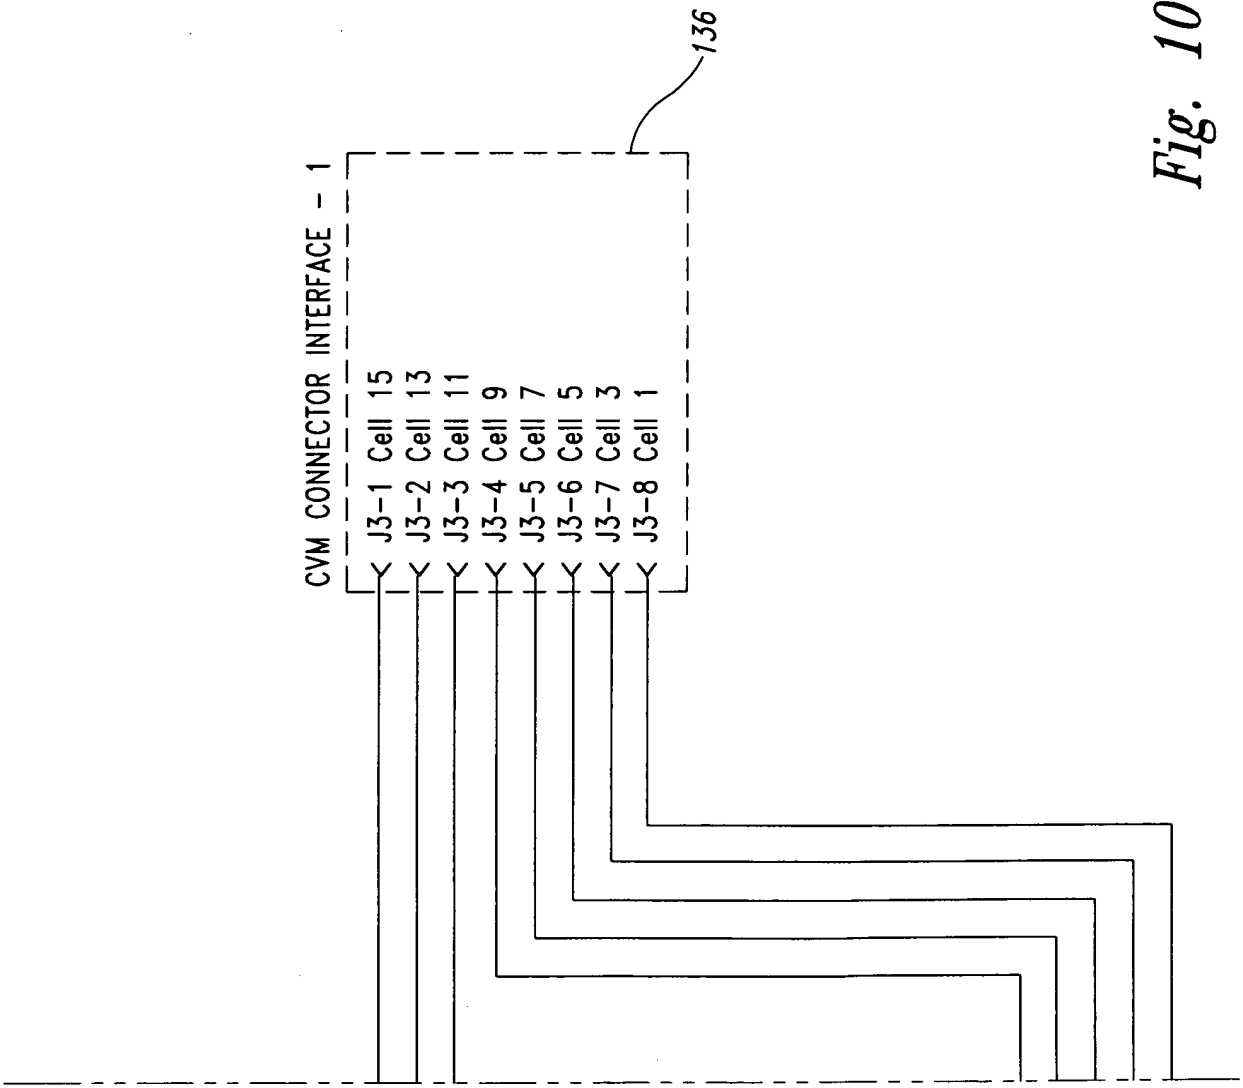 CVM CONNECTOR INTERFACE - 1
J3-1 Cell 15
J3-2 Cell 13
J3-3 Cell 11
J3-4 Cell 9
J3-5 Cell 7
J3-6 Cell 5
J3-7 Cell 3
J3-8 Cell 1
136
Fig. 10